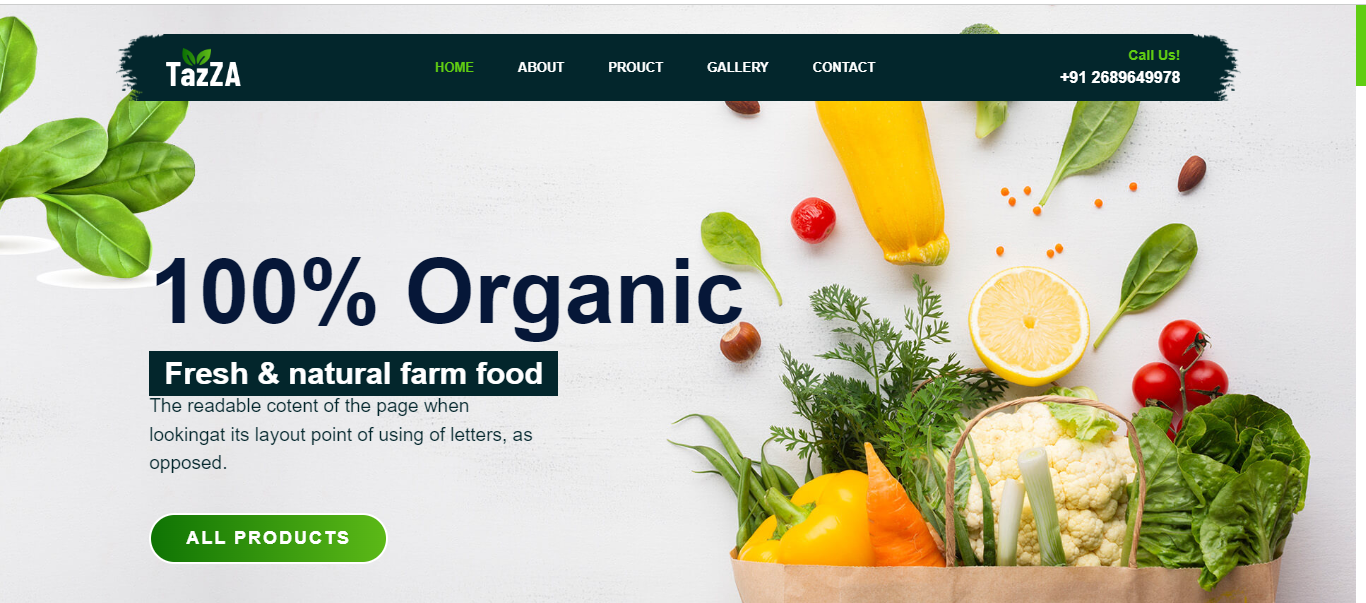 TazZA
HOME ABOUT PROUCT GALLERY CONTACT
Call Us!
+91 2689649978
100% Organic
Fresh & natural farm food
The readable cotent of the page when
lookingat its layout point of using of letters, as
opposed.
ALL PRODUCTS